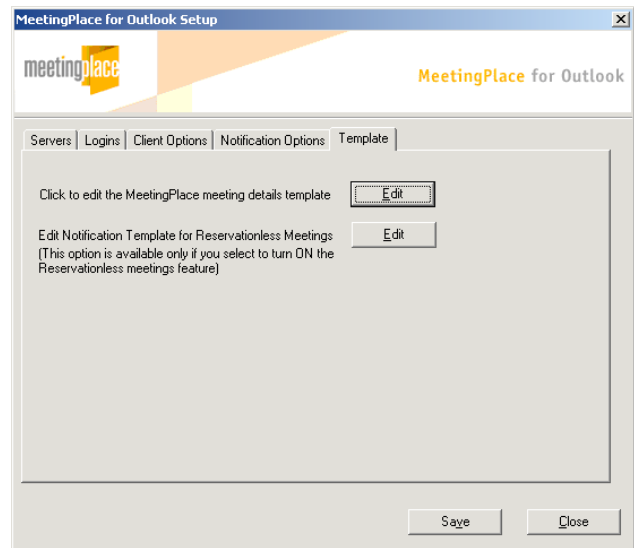 MeetingPlace for Outlook Setup
meetingplace
MeetingPlace for Outlook
Servers
Logins
Client Options
Notification Options
Template
Click to edit the MeetingPlace meeting details template
Edit
Edit Notification Template for Reservationless Meetings
Edit
(This option is available only if you select to turn ON the
Reservationless meetings feature)
Save
Close